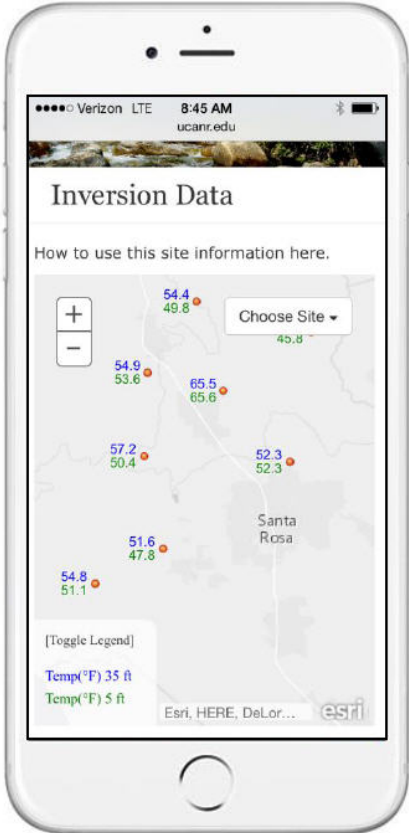 Verizon LTE 8:45 AM
ucanr.edu
Inversion Data
How to use this site information here.
54.4
49.8
+
−
Choose Site
45.8
54.9
53.6
65.5
65.6
57.2
50.4
52.3
52.3
Santa
Rosa
51.6
47.8
54.8
51.1
[Toggle Legend]
Temp(°F) 35 ft
Temp(°F) 5 ft
Esri, HERE, DeLor...
esri